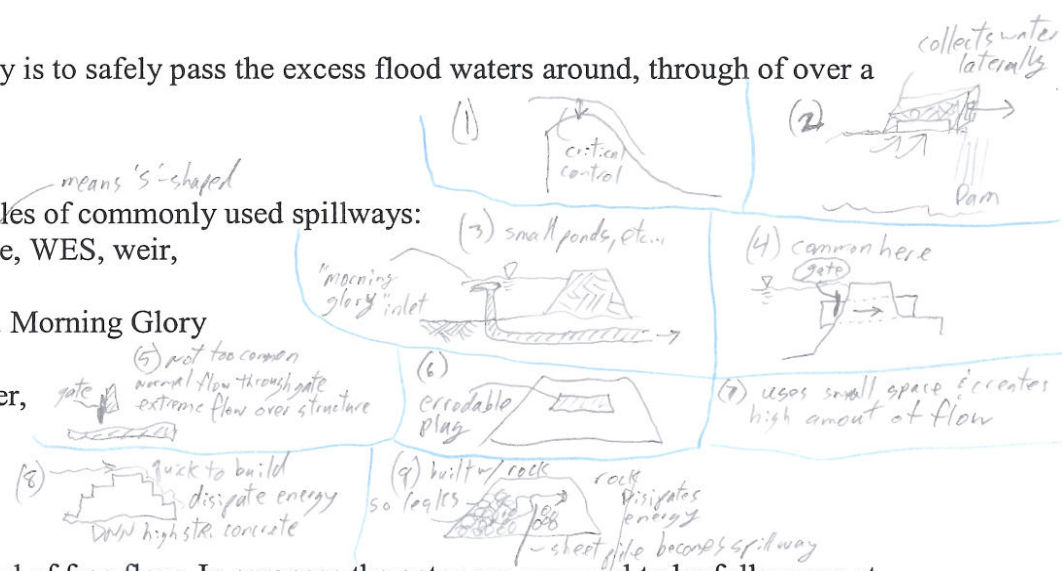 collects water
laterally
y is to safely pass the excess flood waters around, through of over a
(1)
(2)
critical
control
Dam
means 's'-shaped
les of commonly used spillways:
e, WES, weir,
(3) small ponds, etc...
(4) common here
gate
"morning
glory" inlet
. Morning Glory
(5) not too common
normal flow through gate
extreme flow over structure
gate
er,
(6)
errodable
plug
(7) uses small space & creates
high amout of flow
(8)
quick to build
disipate energy
high str. concrete
(9) built w/ rock
so leaks
rock
Disipates
energy
- sheet pile becomes spillway